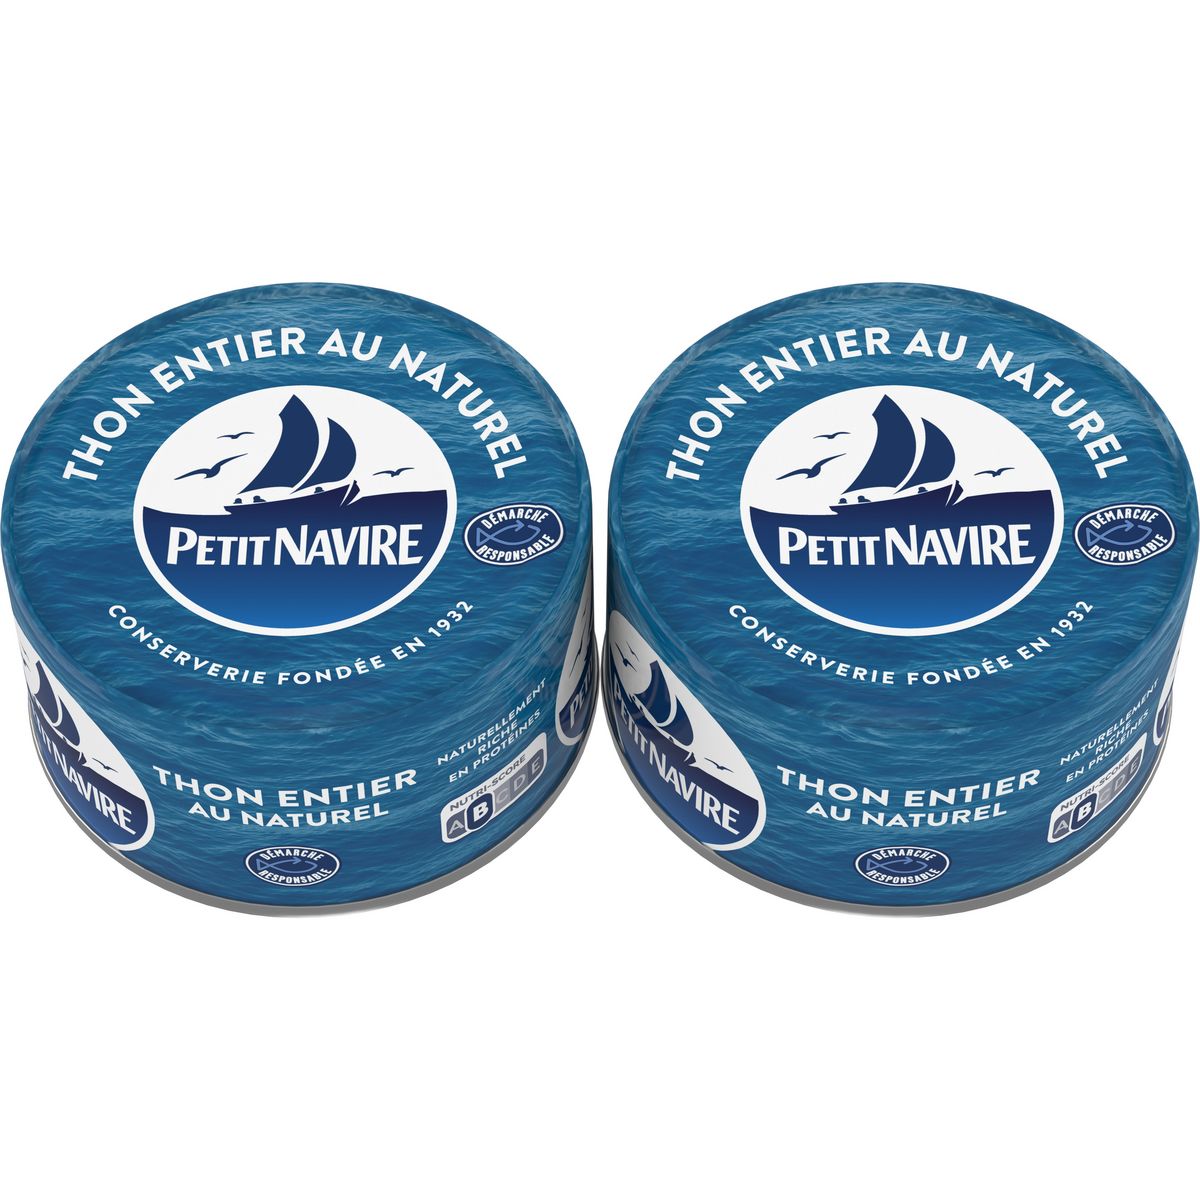 THON ENTIER AU NATUREL
PETIT NAVIRE
DÉMARCHE
RESPONSABLE
CONSERVERIE FONDÉE EN 1932
NAVIRE
THON ENTIER
AU NATUREL
DÉMARCHE
RESPONSABLE
NATURELLEMENT
RICHE
EN PROTÉINES
NUTRI-SCORE
A B C D E
THON ENTIER AU NATUREL
PETIT NAVIRE
DÉMARCHE
RESPONSABLE
CONSERVERIE FONDÉE EN 1932
NAVIRE
THON ENTIER
AU NATUREL
DÉMARCHE
RESPONSABLE
NATURELLEMENT
RICHE
EN PROTÉINES
NUTRI-SCORE
A B C D E